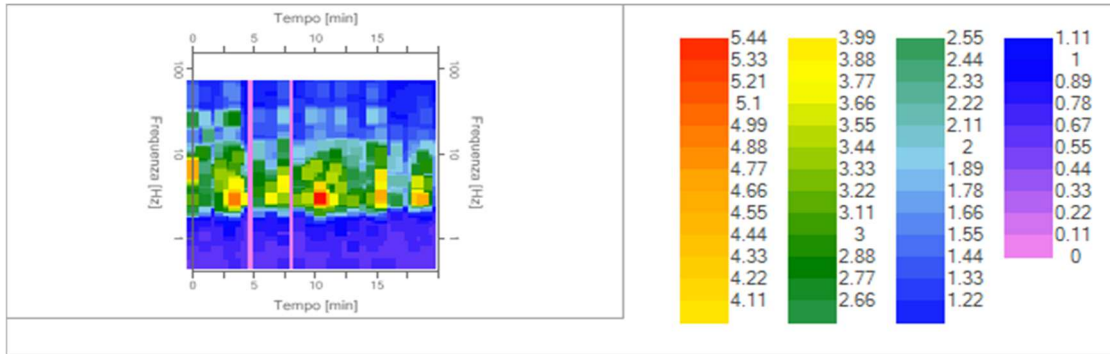 Tempo [min]
0 5 10 15
100 100
Frequenza [Hz] Frequenza [Hz]
10 10
1 1
0 5 10 15
Tempo [min]
5.44 3.99 2.55 1.11
5.33 3.88 2.44 1
5.21 3.77 2.33 0.89
5.1 3.66 2.22 0.78
4.99 3.55 2.11 0.67
4.88 3.44 2 0.55
4.77 3.33 1.89 0.44
4.66 3.22 1.78 0.33
4.55 3.11 1.66 0.22
4.44 3 1.55 0.11
4.33 2.88 1.44 0
4.22 2.77 1.33
4.11 2.66 1.22